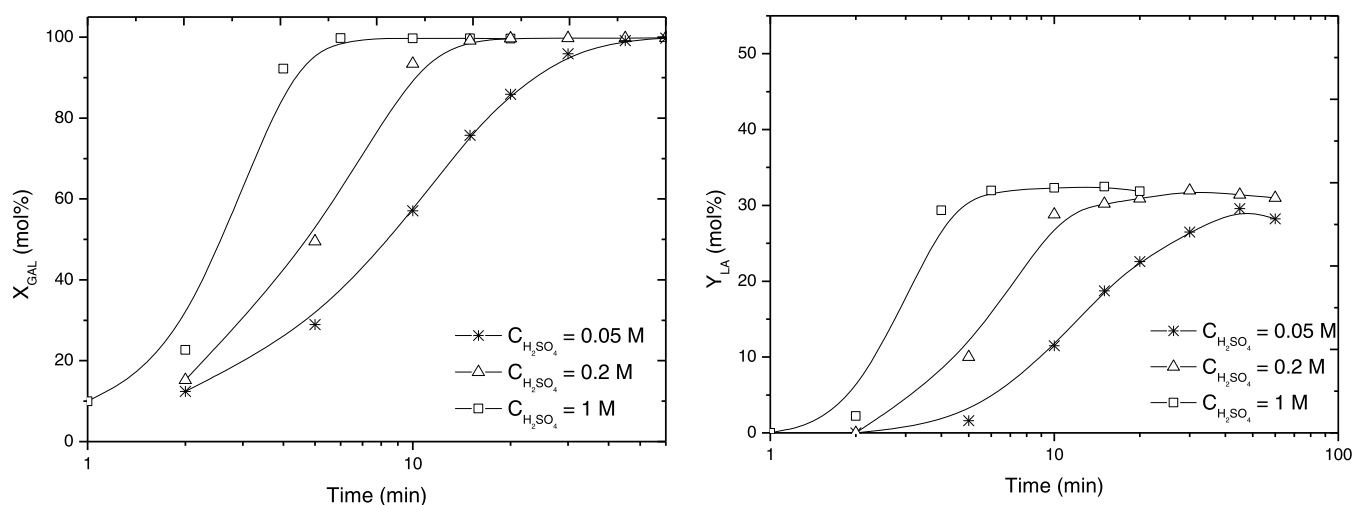 100
80
60
40
20
0
X_GAL (mol%)
C_H₂SO₄ = 0.05 M
C_H₂SO₄ = 0.2 M
C_H₂SO₄ = 1 M
1
10
Time (min)
50
40
30
20
10
0
Y_LA (mol%)
C_H₂SO₄ = 0.05 M
C_H₂SO₄ = 0.2 M
C_H₂SO₄ = 1 M
1
10
100
Time (min)